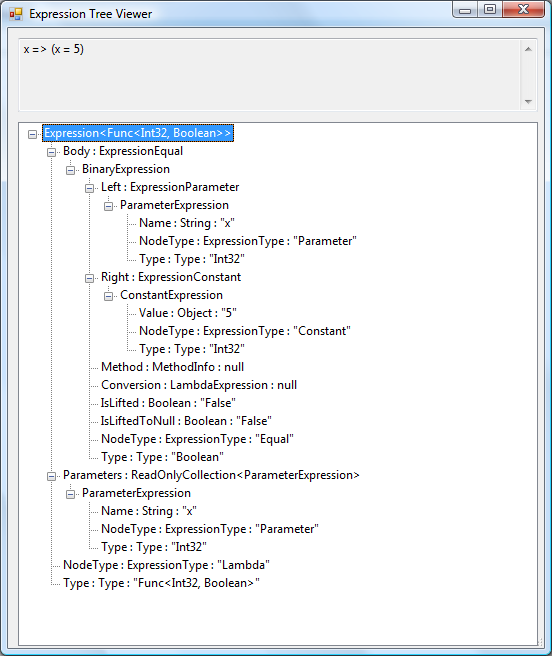 Expression Tree Viewer
x => (x = 5)
Expression<Func<Int32, Boolean>>
Body : ExpressionEqual
BinaryExpression
Left : ExpressionParameter
ParameterExpression
Name : String : "x"
NodeType : ExpressionType : "Parameter"
Type : Type : "Int32"
Right : ExpressionConstant
ConstantExpression
Value : Object : "5"
NodeType : ExpressionType : "Constant"
Type : Type : "Int32"
Method : MethodInfo : null
Conversion : LambdaExpression : null
IsLifted : Boolean : "False"
IsLiftedToNull : Boolean : "False"
NodeType : ExpressionType : "Equal"
Type : Type : "Boolean"
Parameters : ReadOnlyCollection<ParameterExpression>
ParameterExpression
Name : String : "x"
NodeType : ExpressionType : "Parameter"
Type : Type : "Int32"
NodeType : ExpressionType : "Lambda"
Type : Type : "Func<Int32, Boolean>"